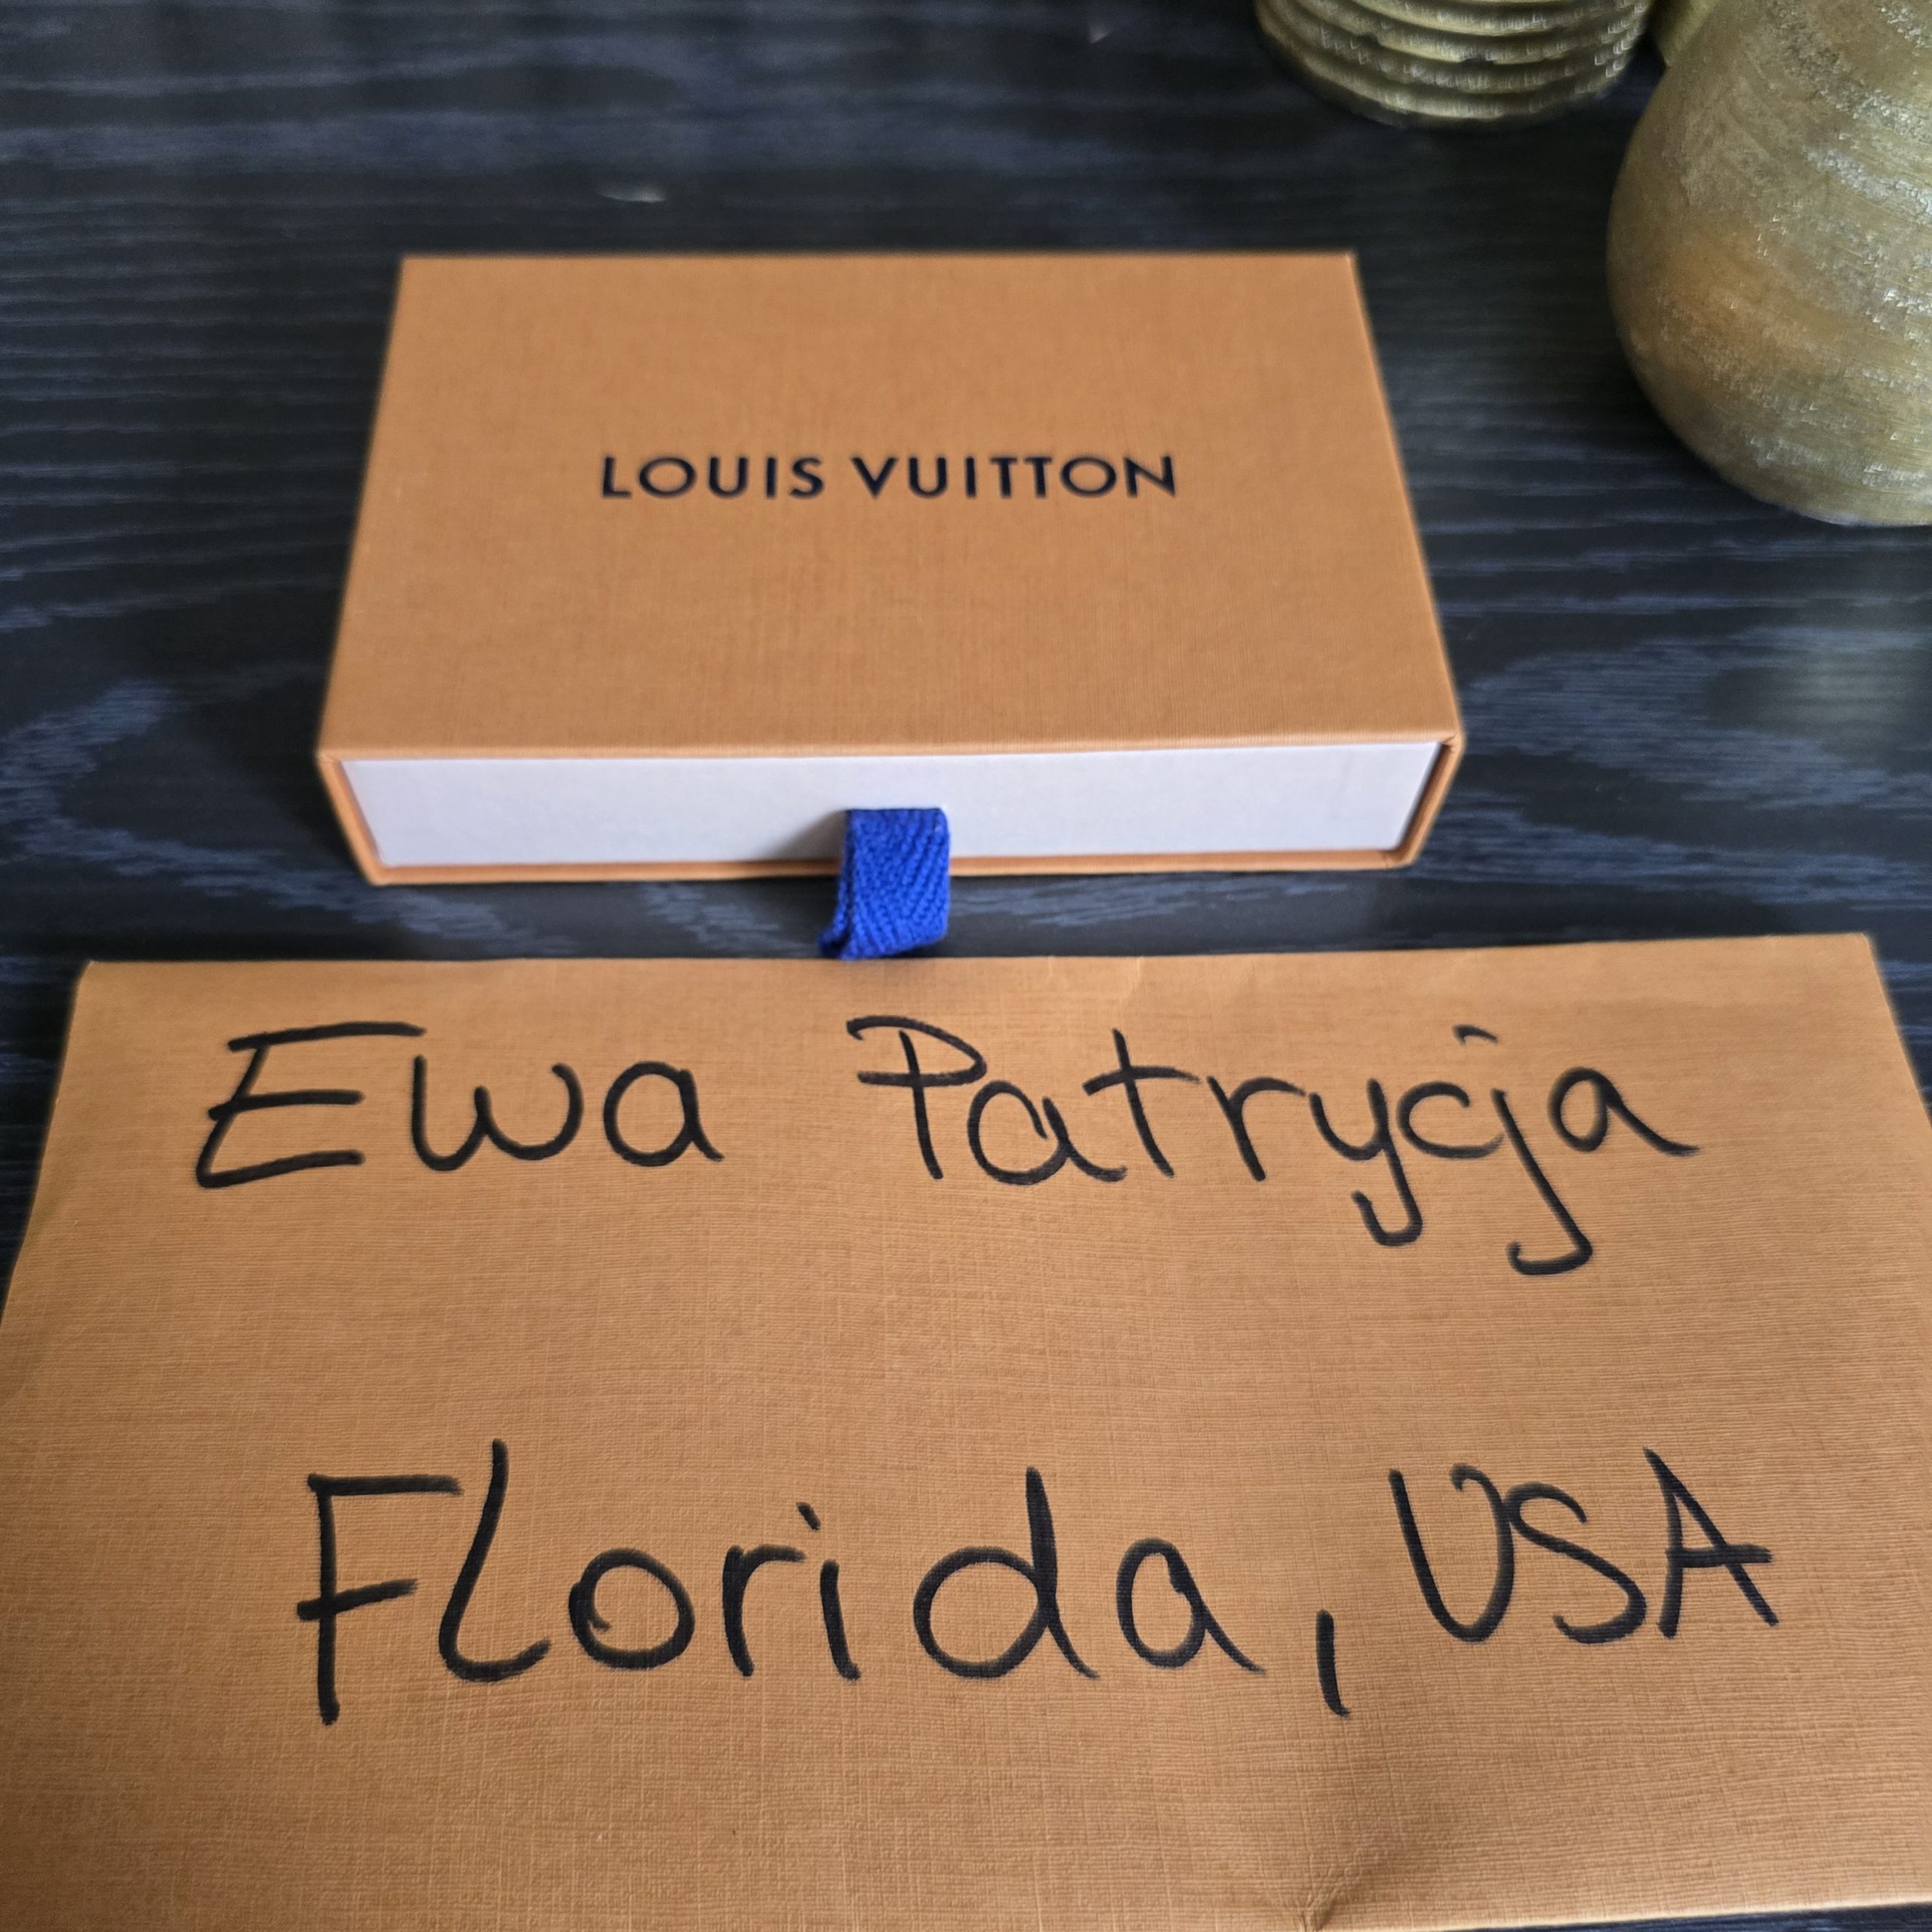 LOUIS VUITTON
Ewa Patrycja
Florida, USA